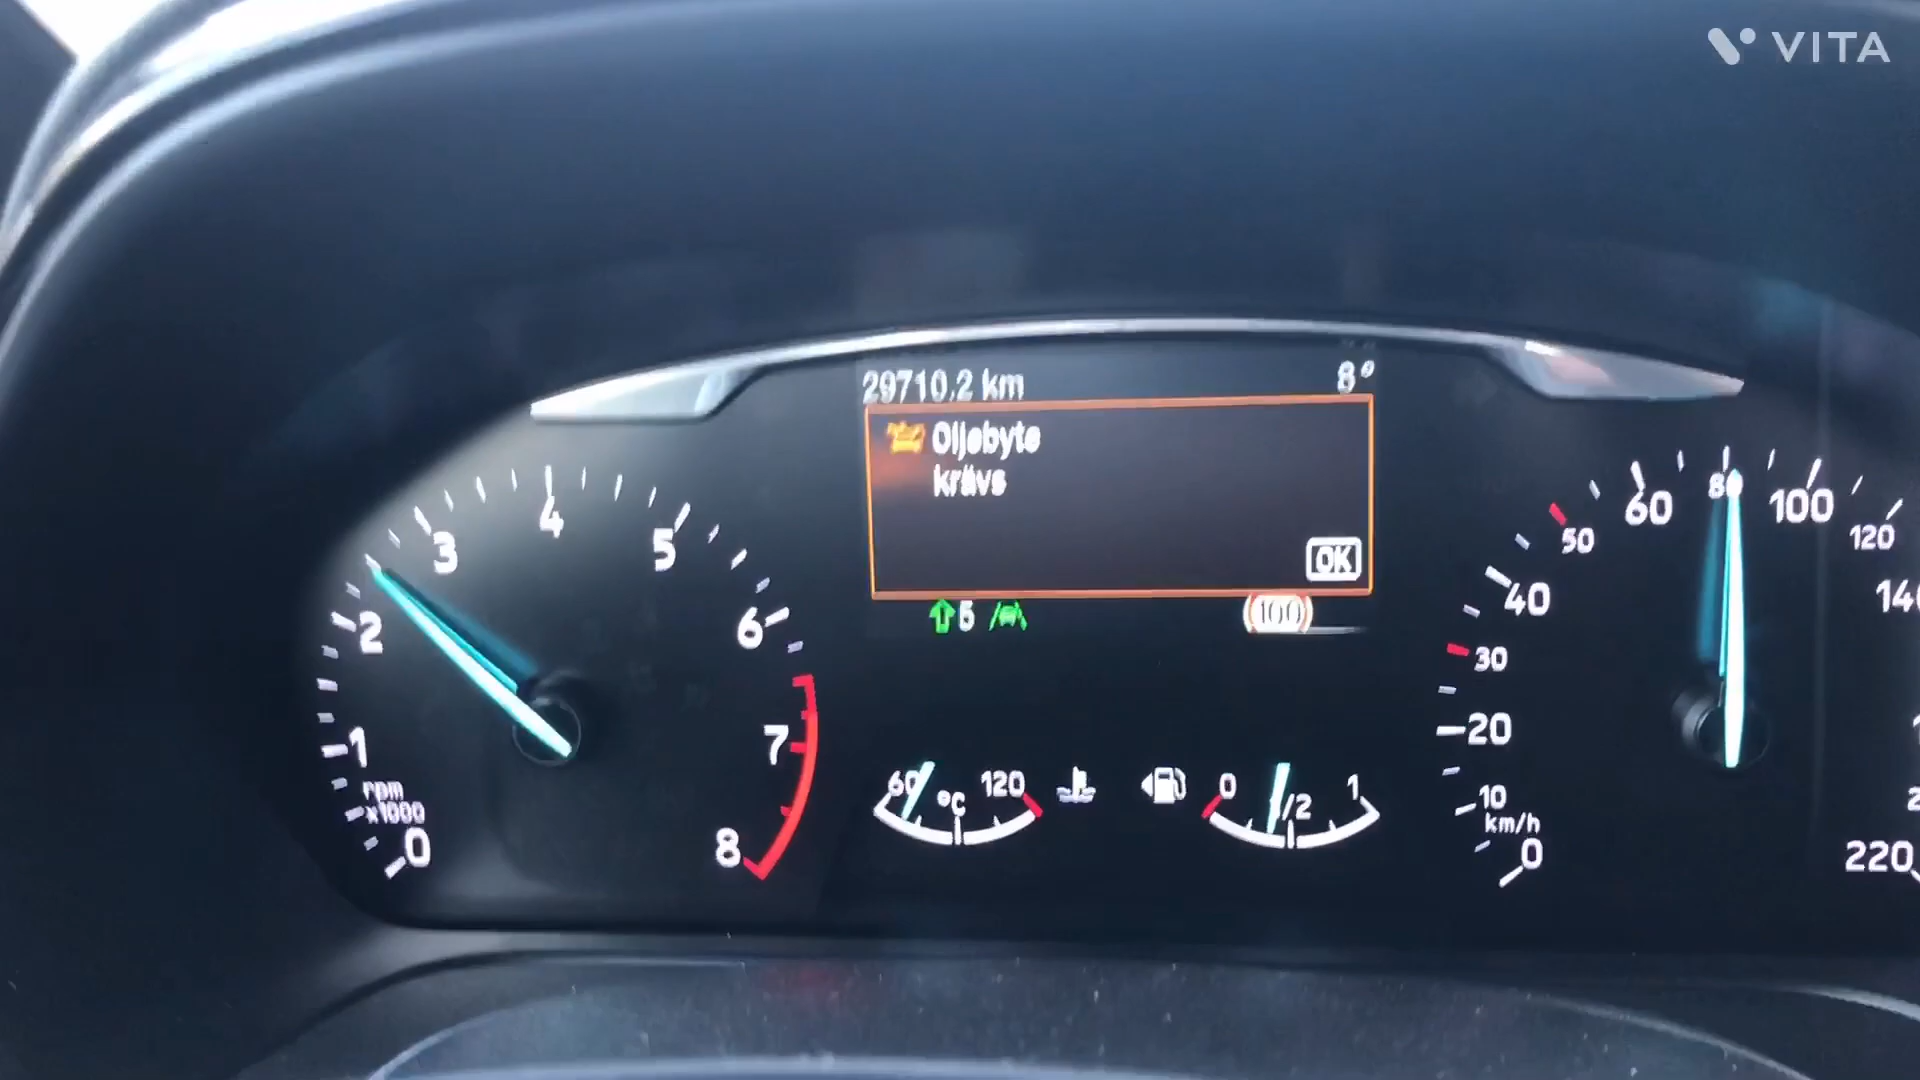 VITA
29710.2 km 8°
Oljebyte
krävs
OK
5 100
0 1 2 3 4 5 6 7 8
rpm
x1000
60 °C 120
0 1/2 1
0 10 20 30 40 50 60 80 100 120 220
km/h